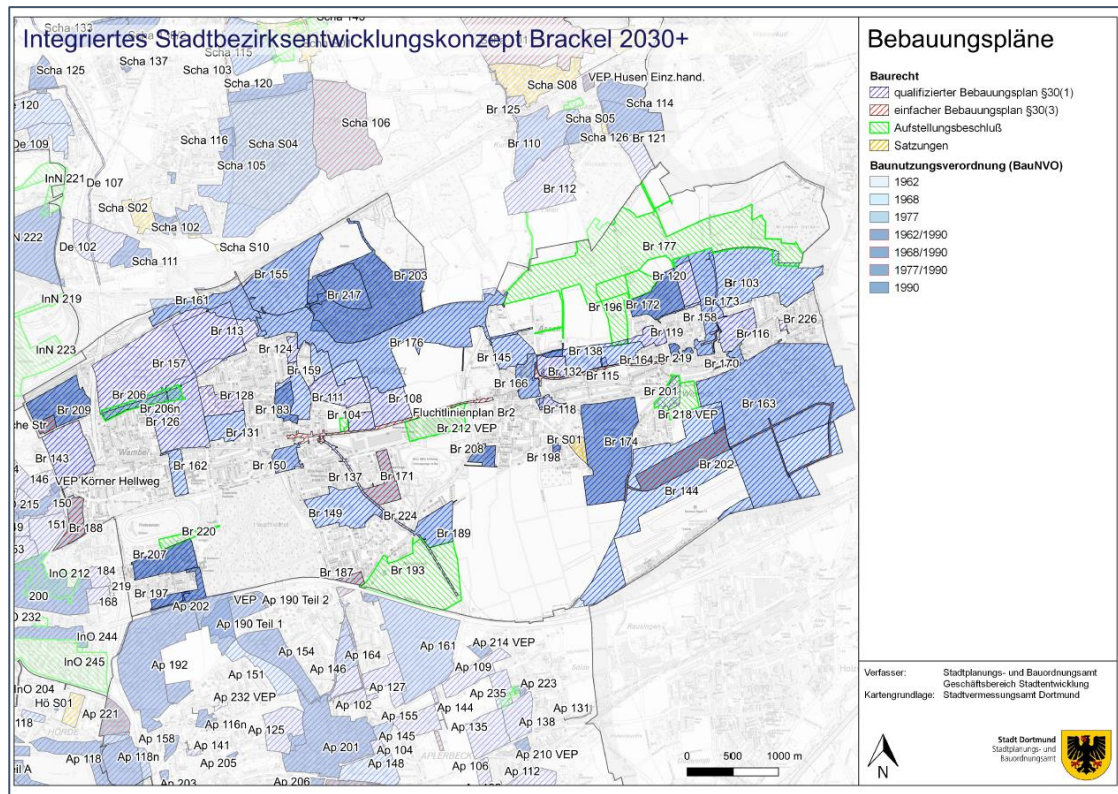 Integriertes Stadtbezirksentwicklungskonzept Brackel 2030+
Bebauungspläne
Baurecht
qualifizierter Bebauungsplan §30(1)
einfacher Bebauungsplan §30(3)
Aufstellungsbeschluß
Satzungen
Baunutzungsverordnung (BauNVO)
1962
1968
1977
1962/1990
1968/1990
1977/1990
1990
Scha 125
Scha 137
Scha 103
Scha 115
Scha 120
Scha 106
Scha 116
Scha S04
Scha 105
De 109
InN 221
De 107
Scha S02
Scha 102
De 102
Scha 111
Scha S10
InN 219
InN 223
VEP Husen Einz.hand.
Scha S08
Scha 114
Br 125
Scha S05
Br 110
Scha 126
Br 121
Br 112
Br 177
Br 155
Br 203
Br 217
Br 161
Br 113
Br 176
Br 120
Br 103
Br 196
Br 172
Br 173
Br 158
Br 226
Br 119
Br 116
Br 157
Br 124
Br 159
Br 145
Br 138
Br 164
Br 219
Br 170
Br 132
Br 115
Br 166
Br 206
Br 206n
Br 128
Br 209
Br 126
Br 183
Br 111
Br 108
Br 104
Fluchtlinienplan Br2
Br 212 VEP
Br 118
Br 201
Br 218 VEP
Br 163
Br 131
Br 143
Wambel
Br 162
Br 150
Br 208
Br S01
Br 198
Br 174
Br 202
Br 144
VEP Körner Hellweg
Br 137
Br 171
Br 149
Br 224
Br 189
Br 188
Hauptfriedhof
Br 220
Br 207
Br 187
Br 193
InO 212
184
219
168
200
Br 197
Ap 202
VEP
Ap 190 Teil 2
Ap 190 Teil 1
InO 244
InO 245
InO 204
Hö S01
HÖRDE
Ap 221
Ap 192
Ap 154
Ap 164
Ap 161
Ap 214 VEP
Ap 151
Ap 146
Ap 109
Ap 232 VEP
Ap 127
Ap 235
Ap 223
Ap 102
Ap 144
Ap 131
Ap 116n
Ap 125
Ap 155
Ap 138
Ap 158
Ap 141
Ap 145
Ap 135
Ap 118
Ap 118n
Ap 205
Ap 201
Ap 104
APLERBECK
Ap 210 VEP
Ap 148
Ap 106
Ap 112
Ap 203
Ap 206
0 500 1000 m
Verfasser: Stadtplanungs- und Bauordnungsamt
Geschäftsbereich Stadtentwicklung
Kartengrundlage: Stadtvermessungsamt Dortmund
N
Stadt Dortmund
Stadtplanungs- und
Bauordnungsamt